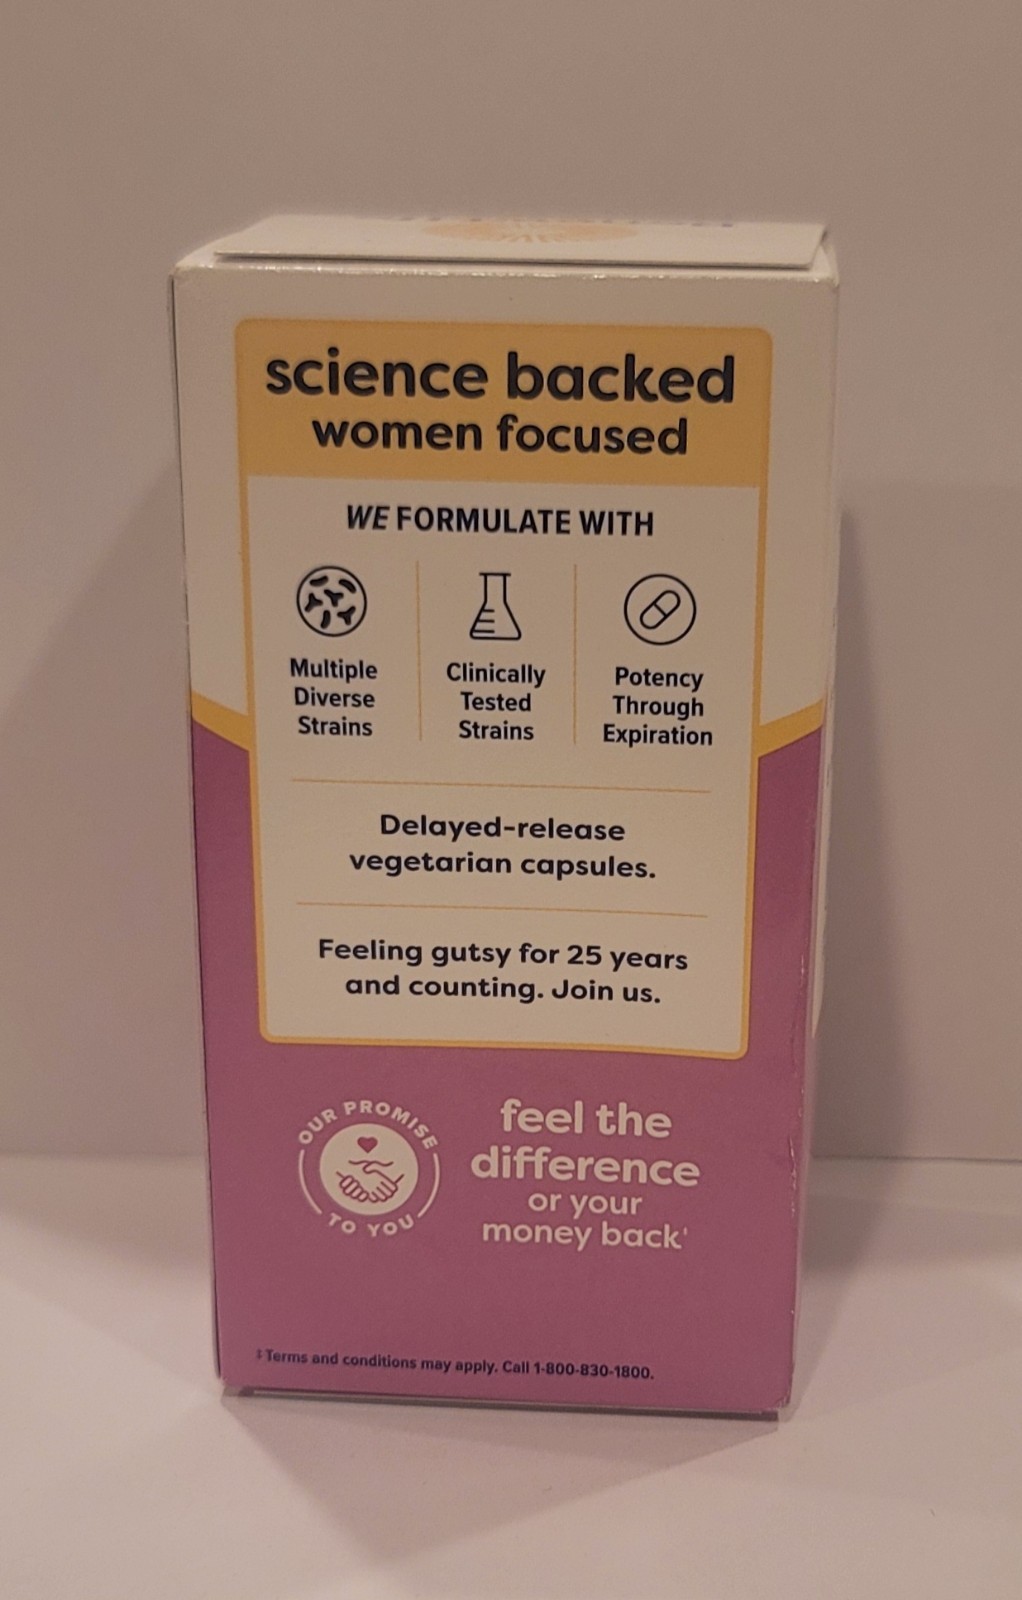 science backed
women focused
WE FORMULATE WITH
Multiple
Diverse
Strains
Clinically
Tested
Strains
Potency
Through
Expiration
Delayed-release
vegetarian capsules.
Feeling gutsy for 25 years
and counting. Join us.
OUR PROMISE
TO YOU
feel the
difference
or your
money back‡
‡ Terms and conditions may apply. Call 1-800-830-1800.